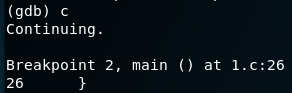 (gdb) c
Continuing.

Breakpoint 2, main () at 1.c:26
26      }